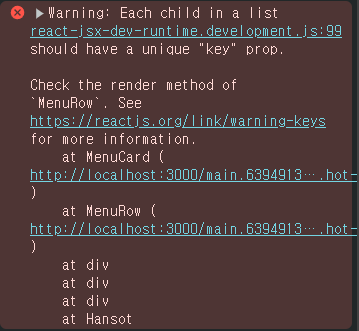 ▶Warning: Each child in a list
react-jsx-dev-runtime.development.js:99
should have a unique "key" prop.
Check the render method of
`MenuRow`. See
https://reactjs.org/link/warning-keys
for more information.
at MenuCard (
http://localhost:3000/main.6394913….hot-
)
at MenuRow (
http://localhost:3000/main.6394913….hot-
)
at div
at div
at div
at Hansot